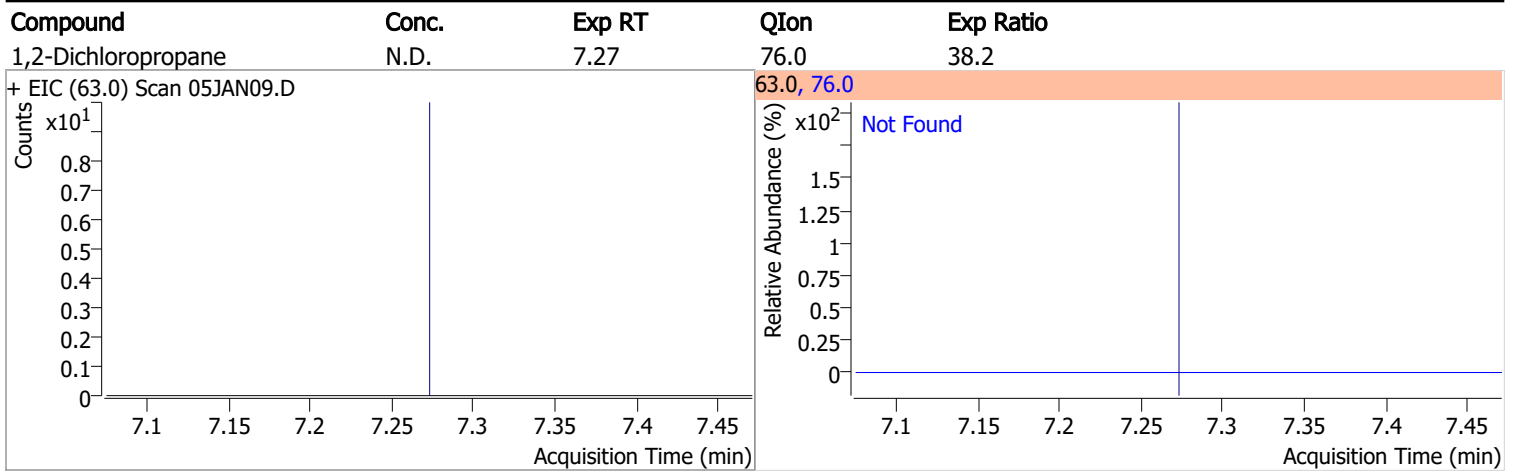 Compound Conc. Exp RT QIon Exp Ratio
1,2-Dichloropropane N.D. 7.27 76.0 38.2
+ EIC (63.0) Scan 05JAN09.D
Counts
x10¹
0.8
0.7
0.6
0.5
0.4
0.3
0.2
0.1
0
7.1 7.15 7.2 7.25 7.3 7.35 7.4 7.45
Acquisition Time (min)
63.0, 76.0
Relative Abundance (%)
x10²
Not Found
1.5
1.25
1
0.75
0.5
0.25
0
7.1 7.15 7.2 7.25 7.3 7.35 7.4 7.45
Acquisition Time (min)